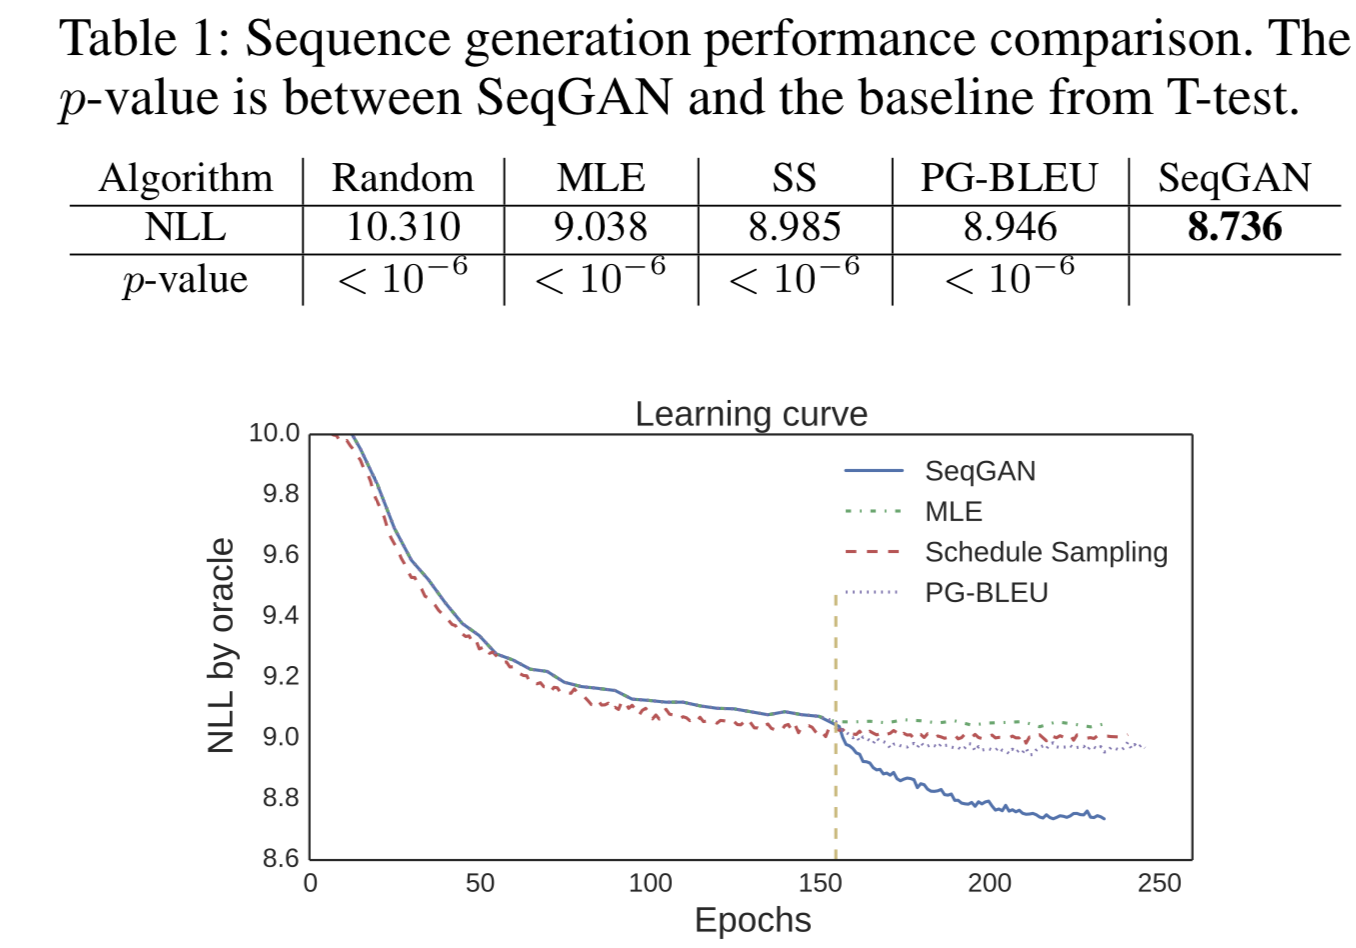 Table 1: Sequence generation performance comparison. The
p-value is between SeqGAN and the baseline from T-test.
Algorithm Random MLE SS PG-BLEU SeqGAN
NLL 10.310 9.038 8.985 8.946 8.736
p-value < 10⁻⁶ < 10⁻⁶ < 10⁻⁶ < 10⁻⁶
Learning curve
NLL by oracle
10.0
9.8
9.6
9.4
9.2
9.0
8.8
8.6
SeqGAN
MLE
Schedule Sampling
PG-BLEU
0 50 100 150 200 250
Epochs